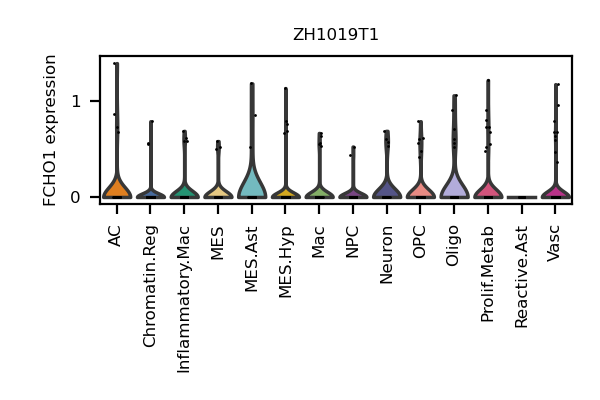 ZH1019T1
FCHO1 expression
1
0
AC
Chromatin.Reg
Inflammatory.Mac
MES
MES.Ast
MES.Hyp
Mac
NPC
Neuron
OPC
Oligo
Prolif.Metab
Reactive.Ast
Vasc